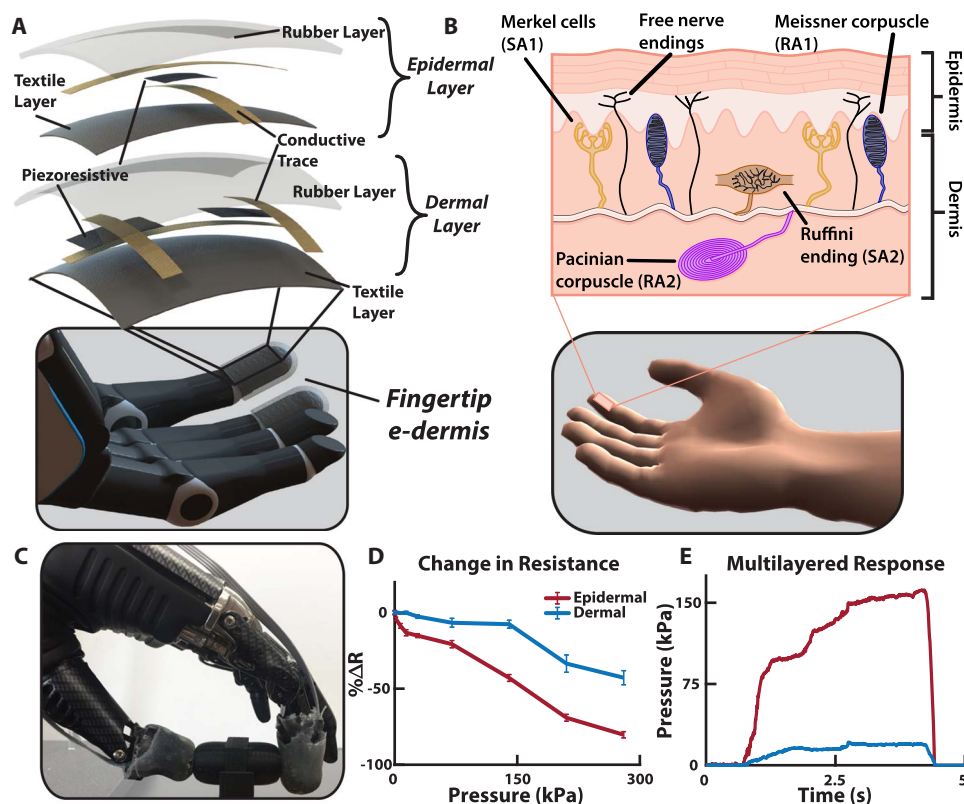 A
Rubber Layer
Epidermal
Layer
Textile
Layer
Conductive
Trace
Piezoresistive
Rubber Layer
Dermal
Layer
Textile
Layer
Fingertip
e-dermis
B
Merkel cells
(SA1)
Free nerve
endings
Meissner corpuscle
(RA1)
Epidermis
Dermis
Ruffini
ending (SA2)
Pacinian
corpuscle (RA2)
C
D
Change in Resistance
Epidermal
Dermal
%ΔR
0
-50
-100
0
150
300
Pressure (kPa)
E
Multilayered Response
Pressure (kPa)
150
75
0
0
2.5
5
Time (s)